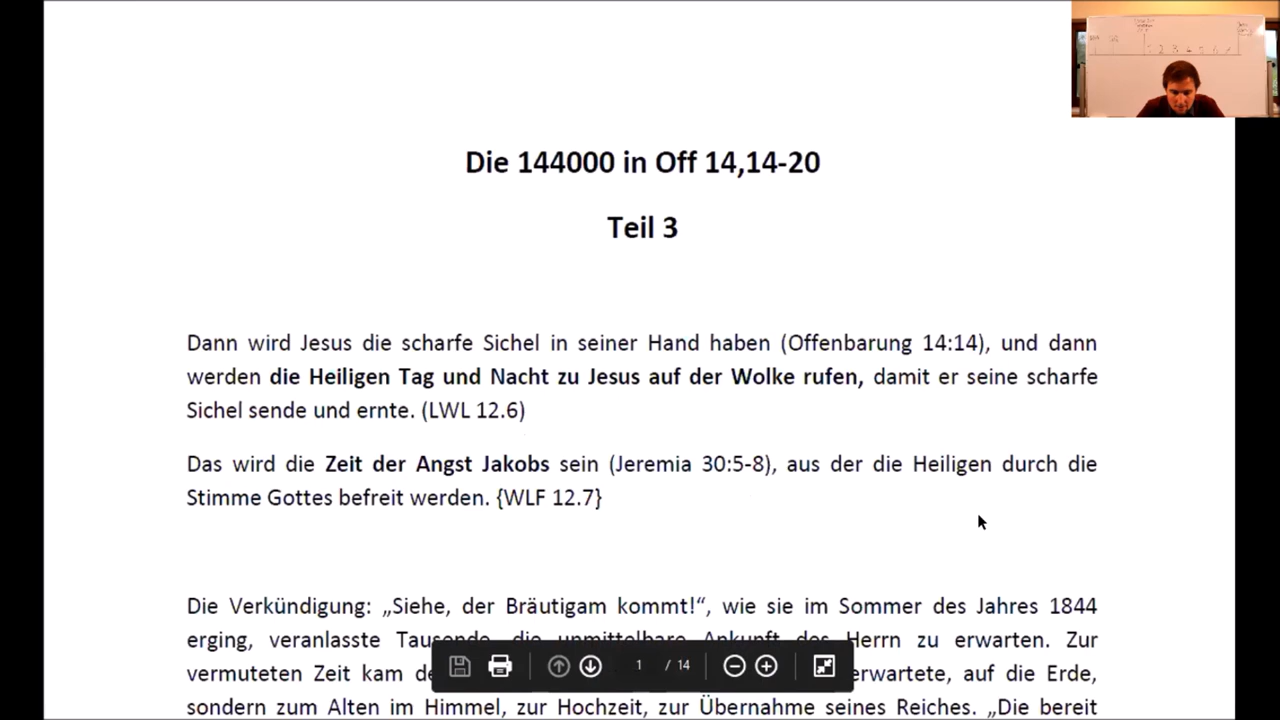 Die 144000 in Off 14,14-20
Teil 3
Dann wird Jesus die scharfe Sichel in seiner Hand haben (Offenbarung 14:14), und dann
werden die Heiligen Tag und Nacht zu Jesus auf der Wolke rufen, damit er seine scharfe
Sichel sende und ernte. (LWL 12.6)
Das wird die Zeit der Angst Jakobs sein (Jeremia 30:5-8), aus der die Heiligen durch die
Stimme Gottes befreit werden. {WLF 12.7}
Die Verkündigung: „Siehe, der Bräutigam kommt!“, wie sie im Sommer des Jahres 1844
erging, veranlasste Tausende, die unmittelbare Ankunft des Herrn zu erwarten. Zur
vermuteten Zeit kam erwartete, auf die Erde,
sondern zum Alten im Himmel, zur Hochzeit, zur Übernahme seines Reiches. „Die bereit
1 / 14